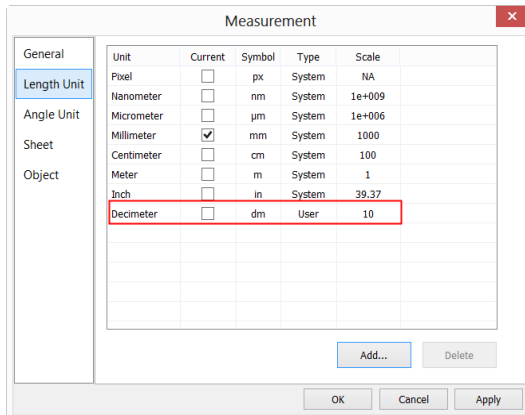 Measurement
General
Length Unit
Angle Unit
Sheet
Object
Unit Current Symbol Type Scale
Pixel px System NA
Nanometer nm System 1e+009
Micrometer μm System 1e+006
Millimeter mm System 1000
Centimeter cm System 100
Meter m System 1
Inch in System 39.37
Decimeter dm User 10
Add... Delete
OK Cancel Apply